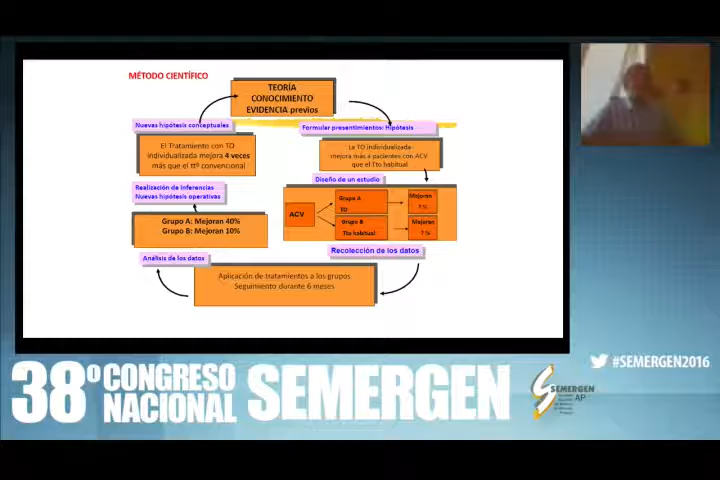 MÉTODO CIENTÍFICO
TEORÍA
CONOCIMIENTO
EVIDENCIA previos
Nuevas hipótesis conceptuales
Formular presentimientos: Hipótesis
El Tratamiento con TO
individualizada mejora 4 veces
más que el ttº convencional
La TO individualizada
mejora más a pacientes con ACV
que el Tto habitual
Diseño de un estudio
Realización de Inferencias
Nuevas hipótesis operativas
ACV
Grupo A
TO
Mejoran
? %
Grupo B
Tto habitual
Mejoran
? %
Grupo A: Mejoran 40%
Grupo B: Mejoran 10%
Recolección de los datos
Análisis de los datos
Aplicación de tratamientos a los grupos
Seguimiento durante 6 meses
#SEMERGEN2016
38º CONGRESO
NACIONAL
SEMERGEN
SEMERGEN
AP